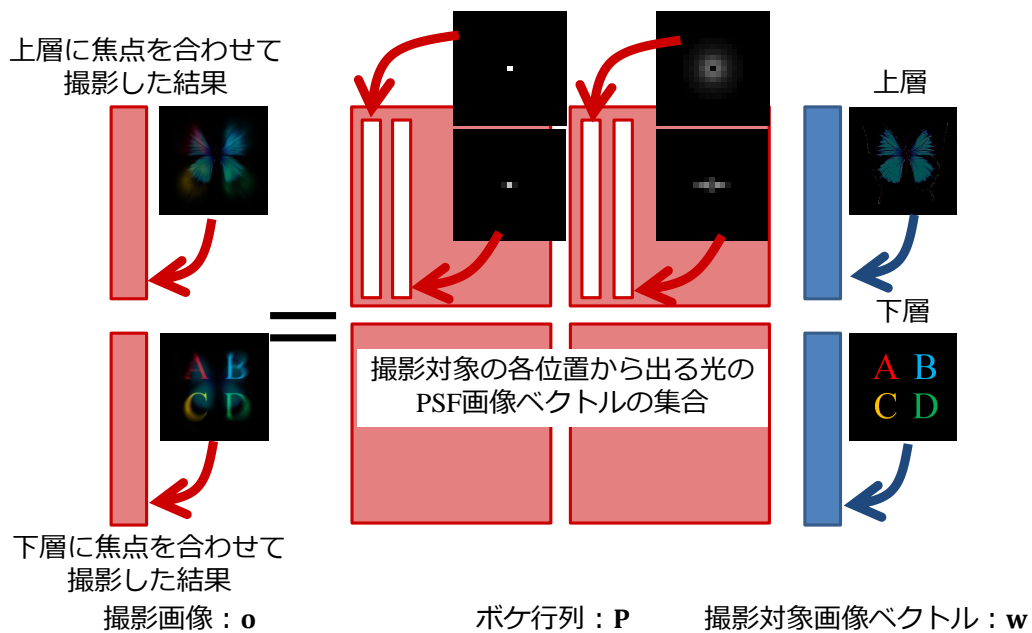 上層に焦点を合わせて
撮影した結果
上層
下層
A B
C D
A B
C D
撮影対象の各位置から出る光の
PSF画像ベクトルの集合
下層に焦点を合わせて
撮影した結果
撮影画像：o
ボケ行列：P
撮影対象画像ベクトル：w